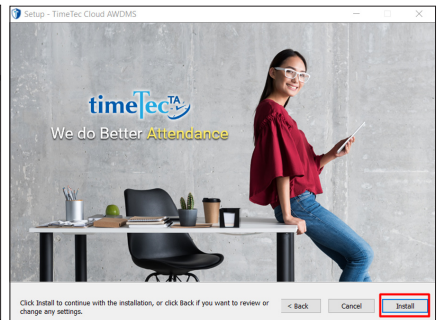 Setup - TimeTec Cloud AWDMS
timeTec TA
We do Better Attendance
Click Install to continue with the installation, or click Back if you want to review or
change any settings.
< Back
Cancel
Install